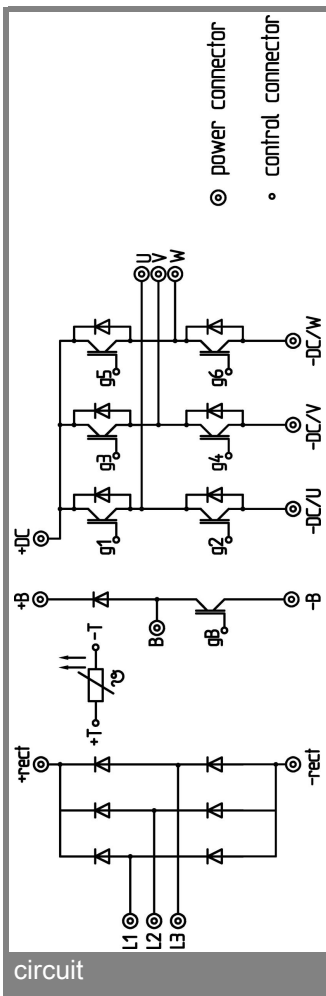 power connector
control connector
U
V
W
+DC
g5
g6
-DC/W
g3
g4
-DC/V
g1
g2
-DC/U
+B
B
gB
-B
+T
-T
ϑ
+rect
-rect
L1
L2
L3
circuit